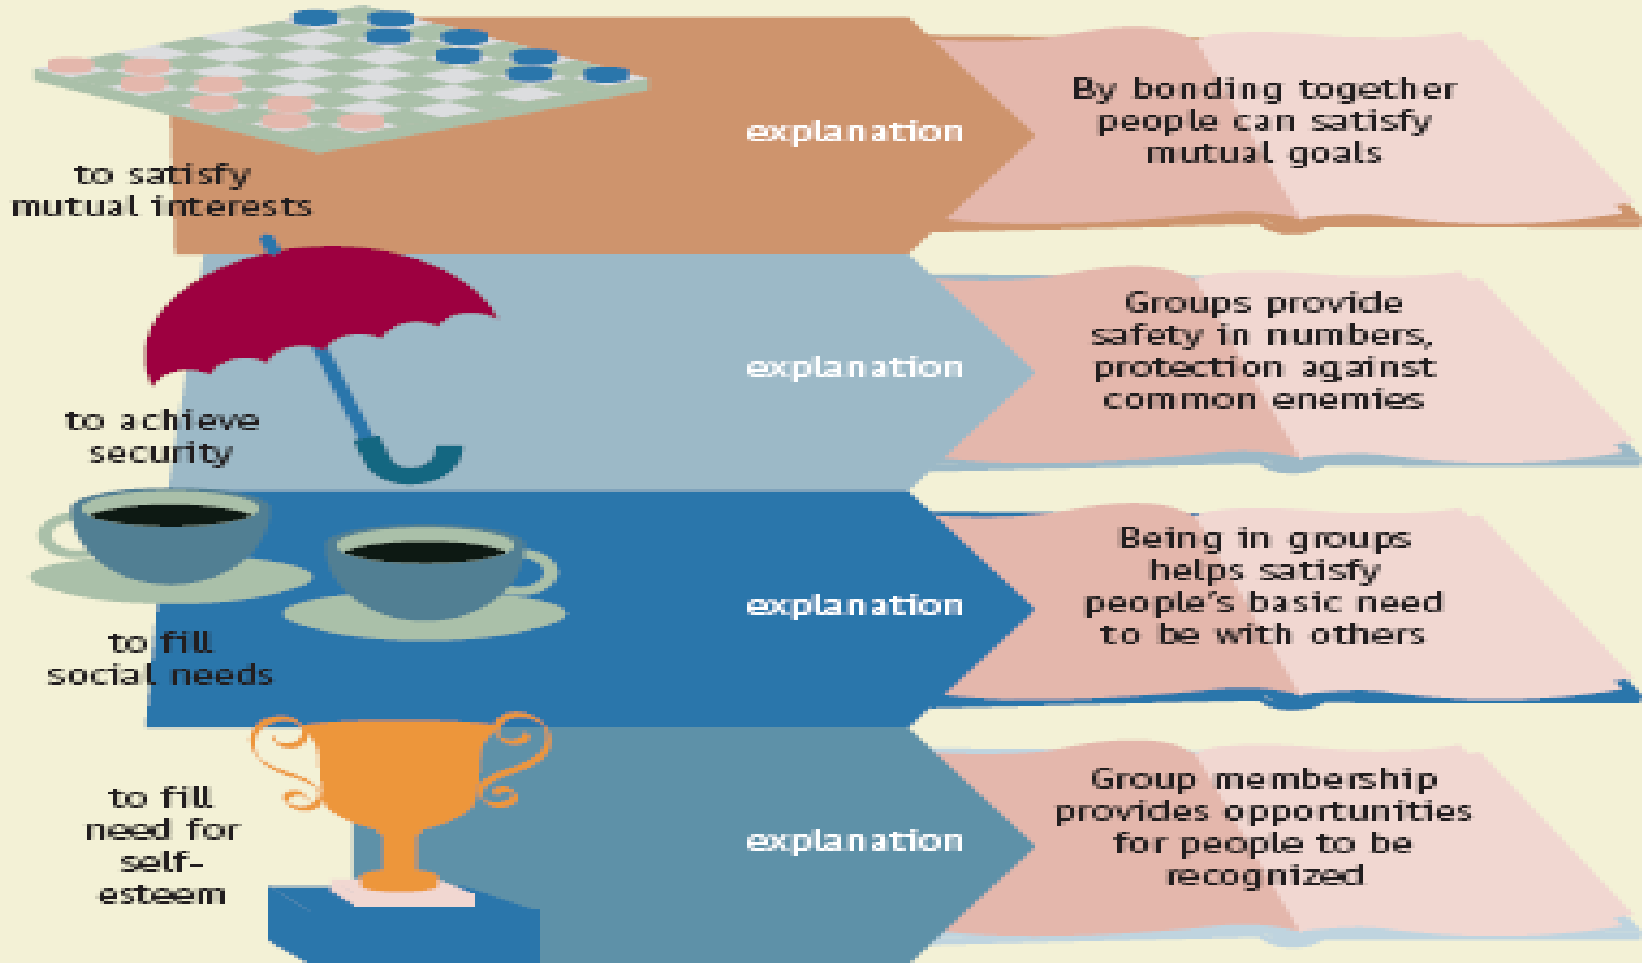 to satisfy
mutual interests
explanation
By bonding together
people can satisfy
mutual goals
to achieve
security
explanation
Groups provide
safety in numbers,
protection against
common enemies
to fill
social needs
explanation
Being in groups
helps satisfy
people's basic need
to be with others
to fill
need for
self-
esteem
explanation
Group membership
provides opportunities
for people to be
recognized